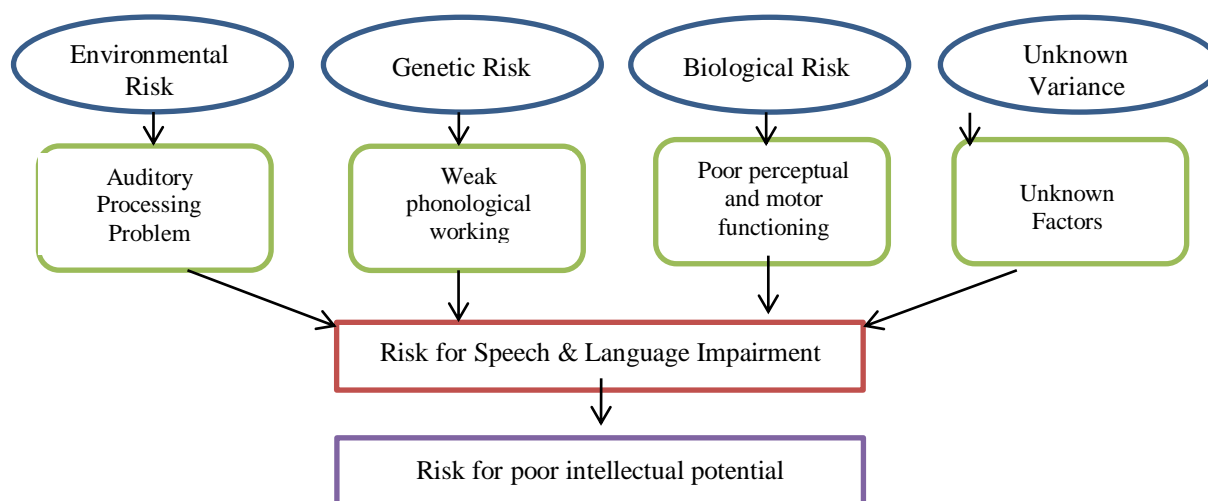 Environmental
Risk
Genetic Risk
Biological Risk
Unknown
Variance
Auditory
Processing
Problem
Weak
phonological
working
Poor perceptual
and motor
functioning
Unknown
Factors
Risk for Speech & Language Impairment
Risk for poor intellectual potential